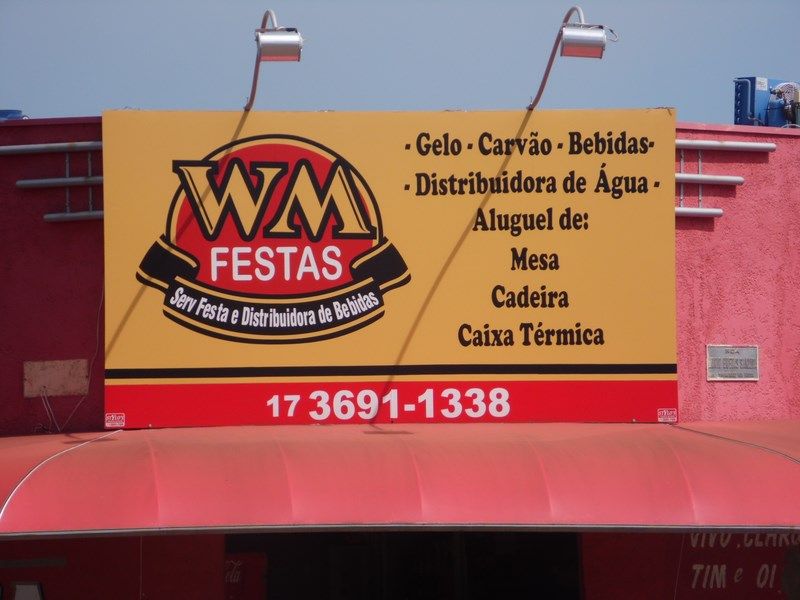 WM
FESTAS
Serv Festa e Distribuidora de Bebidas
- Gelo - Carvão - Bebidas-
- Distribuidora de Água -
Aluguel de:
Mesa
Cadeira
Caixa Térmica
17 3691-1338
VIVO, CLARO
TIM e OI